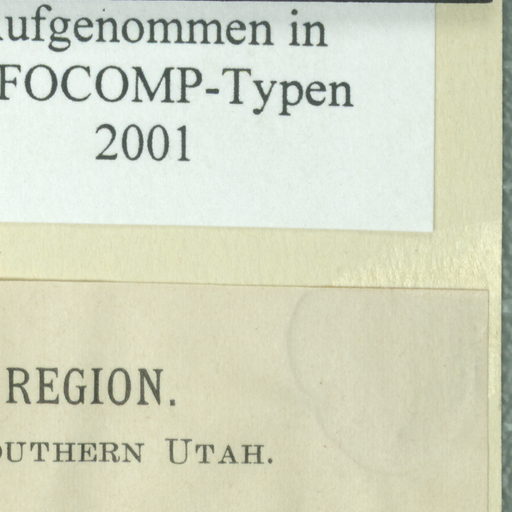 ufgenommen in
FOCOMP-Typen
2001
REGION.
OUTHERN UTAH.